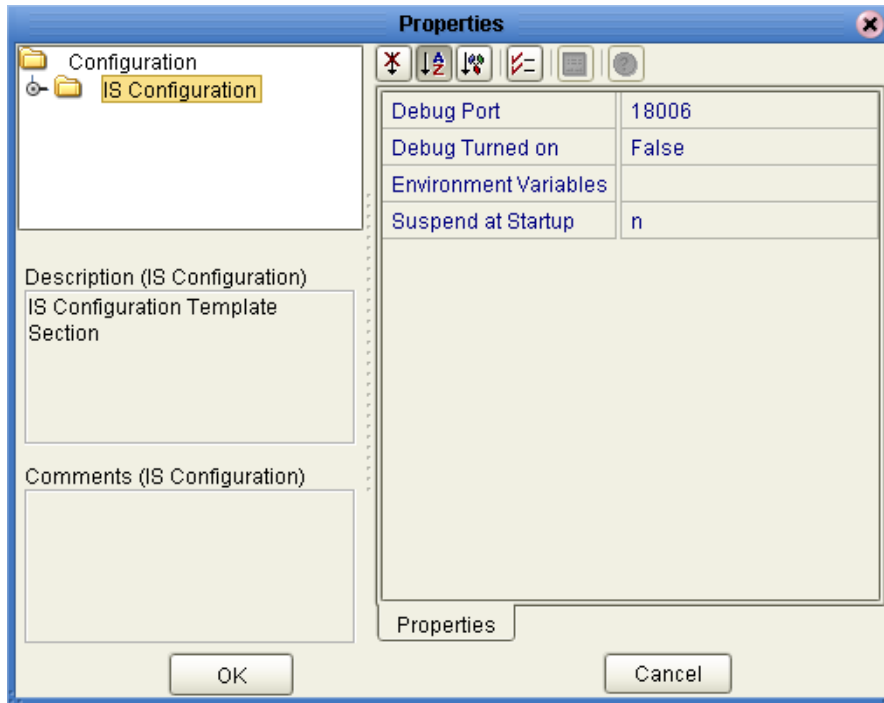 Properties
Configuration
IS Configuration
Debug Port 18006
Debug Turned on False
Environment Variables
Suspend at Startup n
Description (IS Configuration)
IS Configuration Template
Section
Comments (IS Configuration)
Properties
OK Cancel